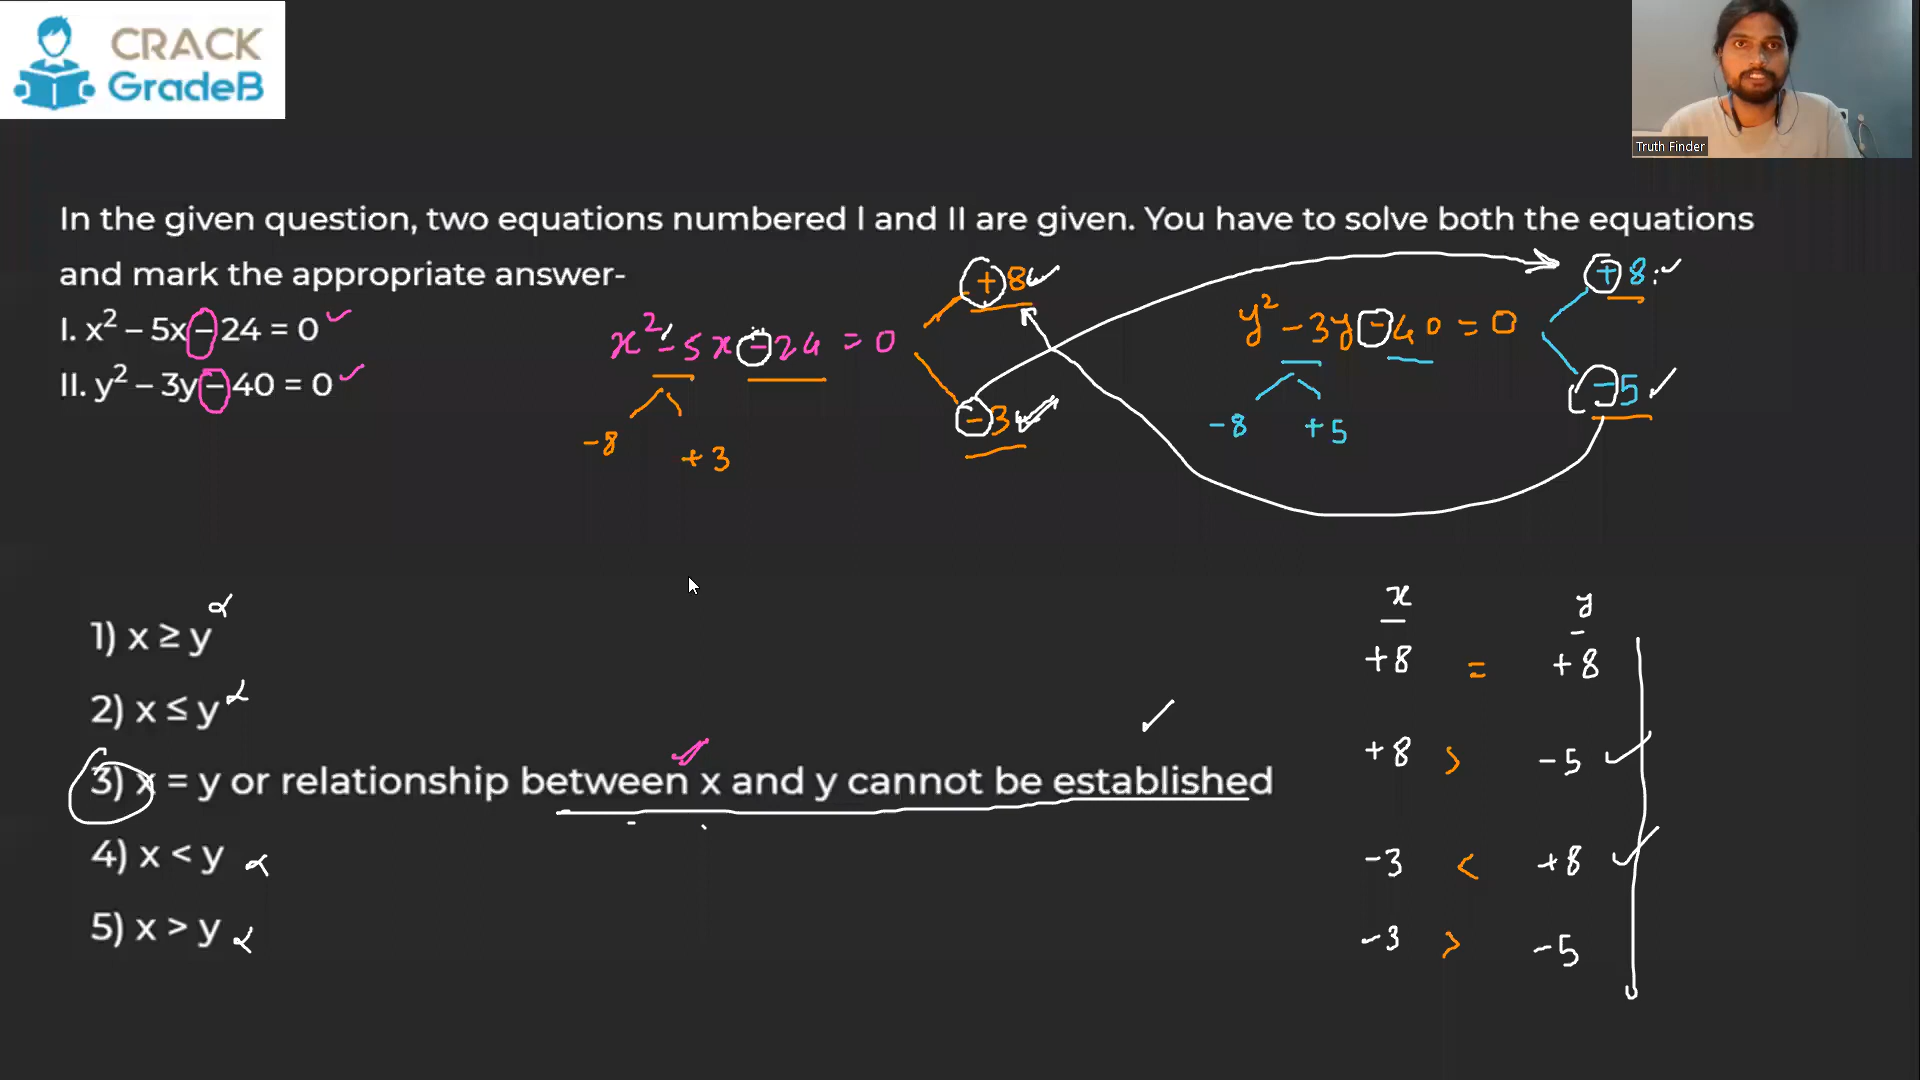 CRACK
GradeB
Truth Finder
In the given question, two equations numbered I and II are given. You have to solve both the equations
and mark the appropriate answer-
I. x² – 5x – 24 = 0
II. y² – 3y – 40 = 0
x² - 5x - 24 = 0
-8 +3
+8
-3
y² - 3y - 40 = 0
-8 +5
+8
-5
1) x ≥ y
2) x ≤ y
3) x = y or relationship between x and y cannot be established
4) x < y
5) x > y
x y
+8 = +8
+8 > -5
-3 < +8
-3 > -5